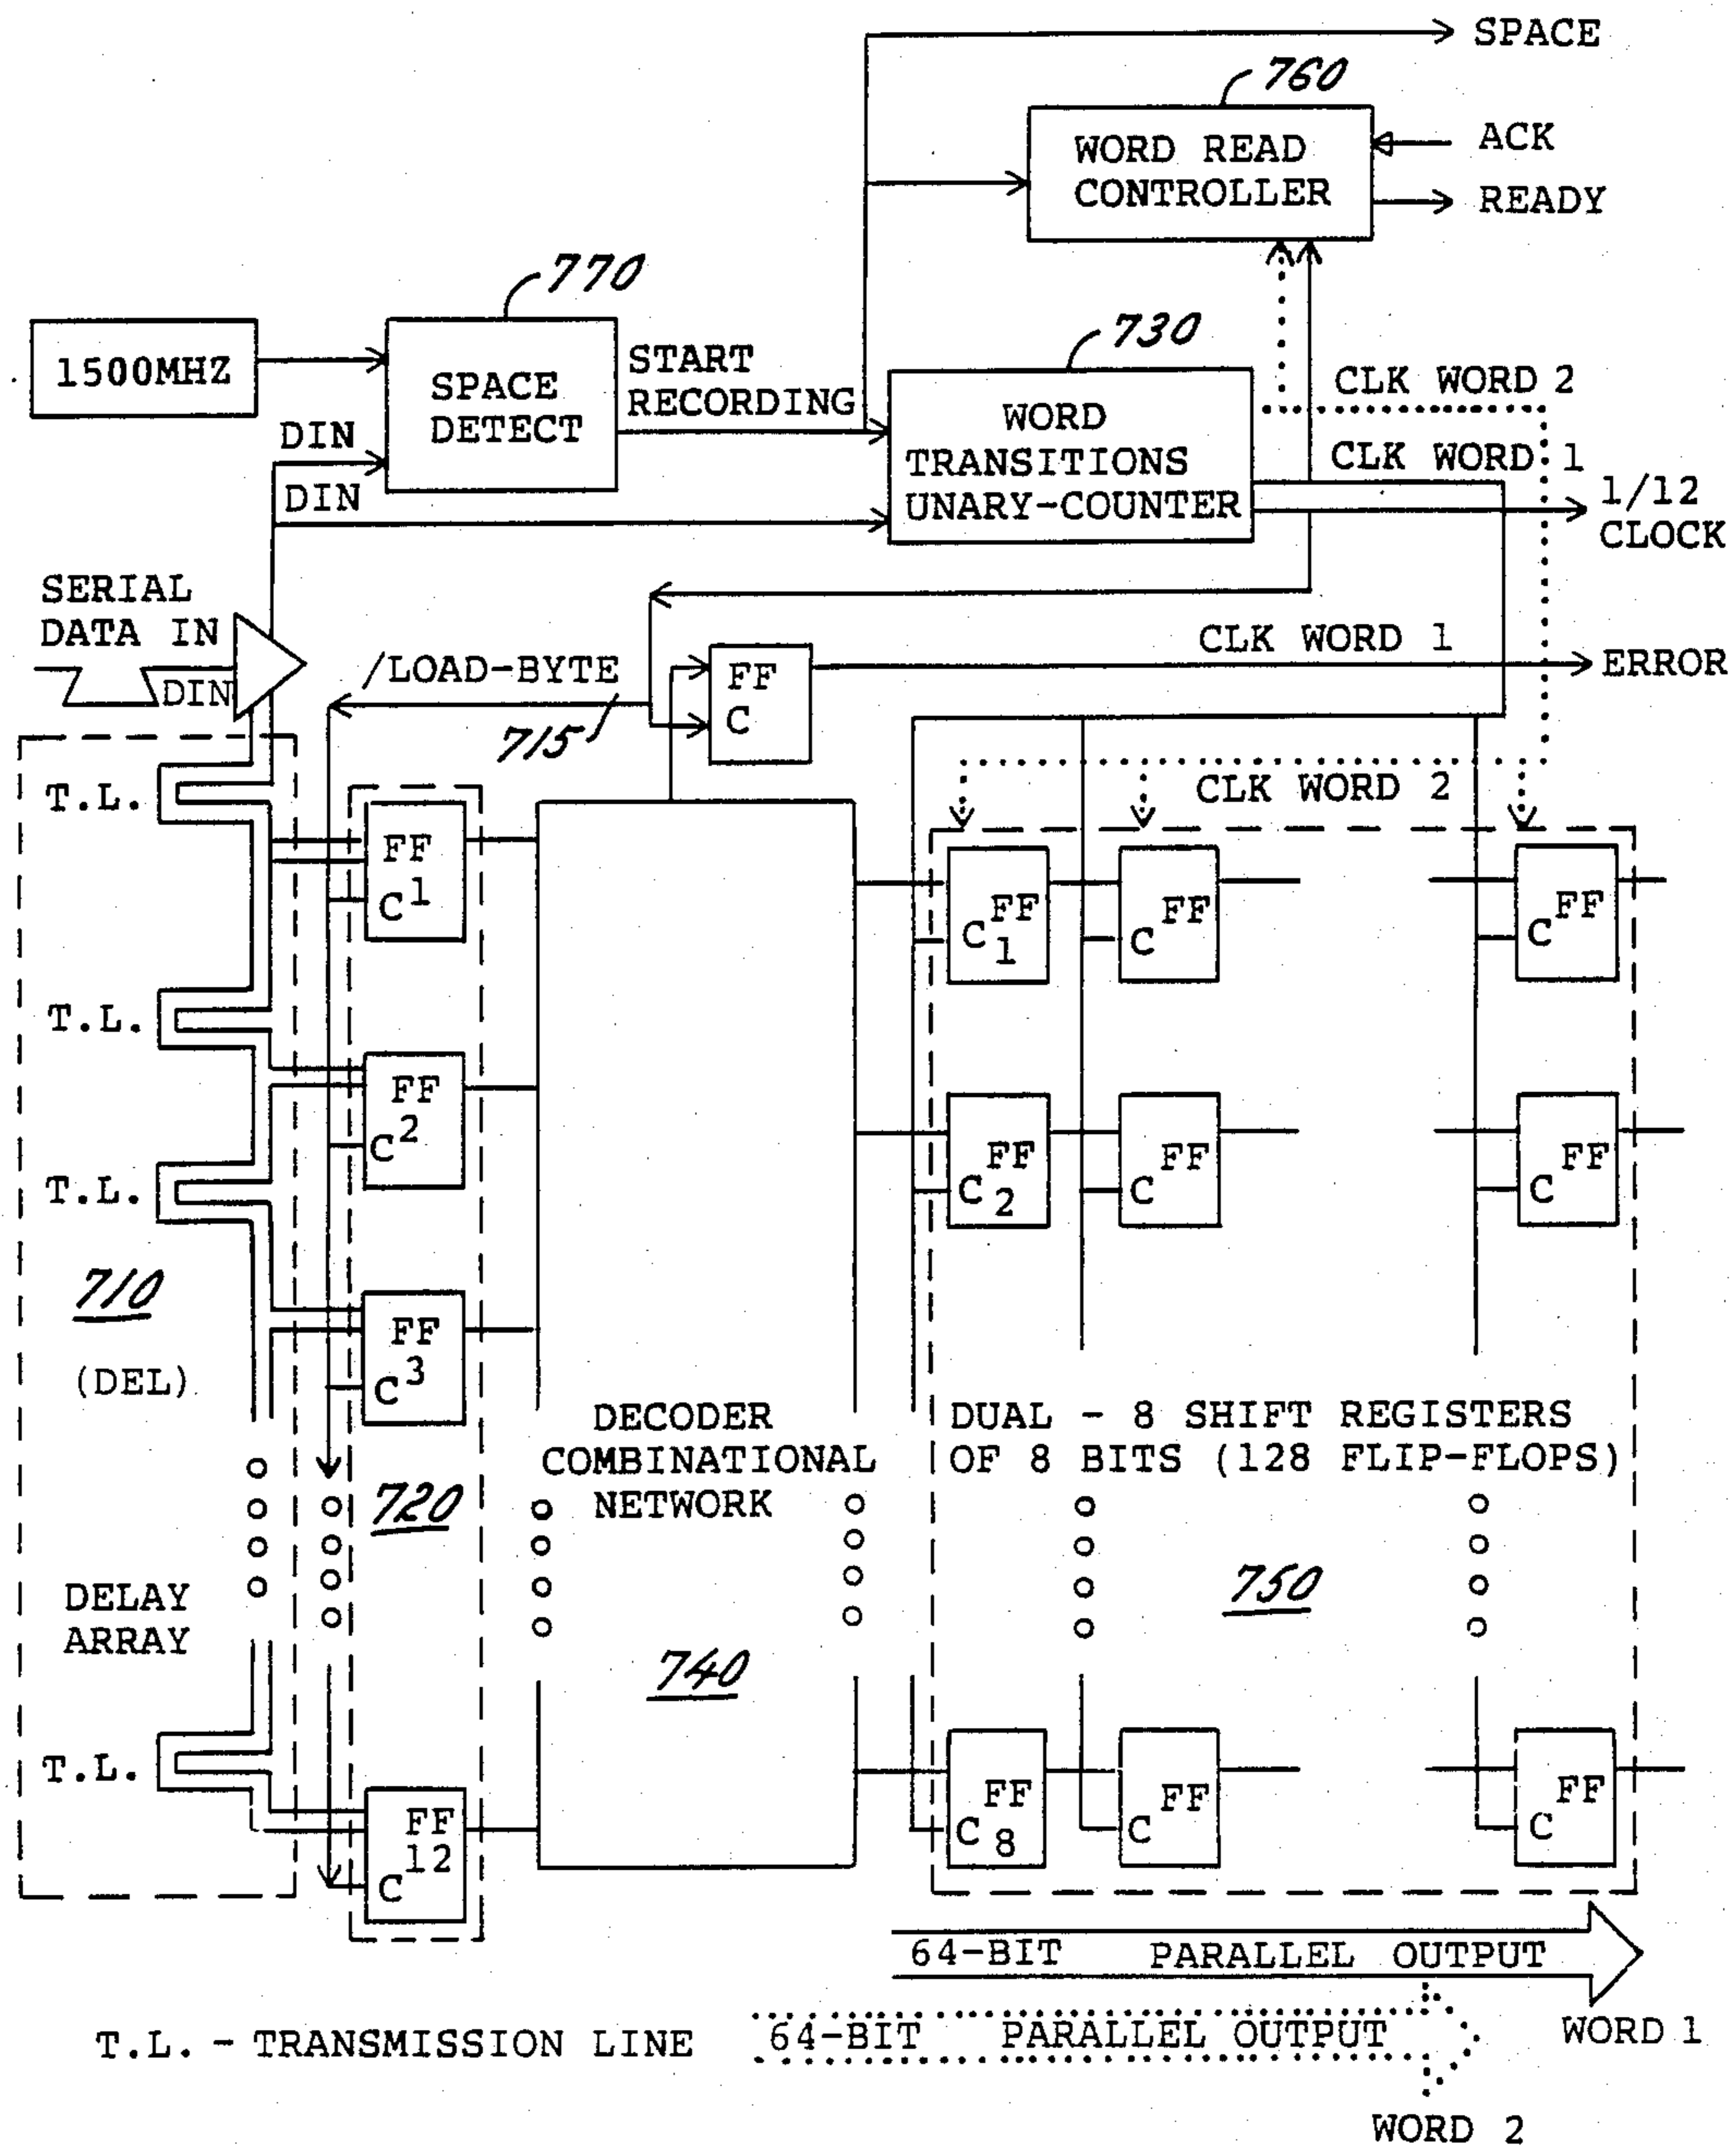 SPACE
760
WORD READ
CONTROLLER
ACK
READY
770
1500MHZ
SPACE
DETECT
START
RECORDING
730
WORD
TRANSITIONS
UNARY-COUNTER
CLK WORD 2
CLK WORD 1
1/12
CLOCK
DIN
DIN
SERIAL
DATA IN
DIN
/LOAD-BYTE
715
FF
C
CLK WORD 1
ERROR
CLK WORD 2
T.L.
FF
1
C
FF
C 1
FF
C
FF
C
T.L.
FF
2
C
FF
C 2
FF
C
FF
C
T.L.
710
(DEL)
FF
3
C
720
DECODER
COMBINATIONAL
NETWORK
DUAL - 8 SHIFT REGISTERS
OF 8 BITS (128 FLIP-FLOPS)
DELAY
ARRAY
740
750
T.L.
FF
12
C
FF
C 8
FF
C
FF
C
64-BIT PARALLEL OUTPUT
WORD 1
T.L. - TRANSMISSION LINE
64-BIT PARALLEL OUTPUT
WORD 2